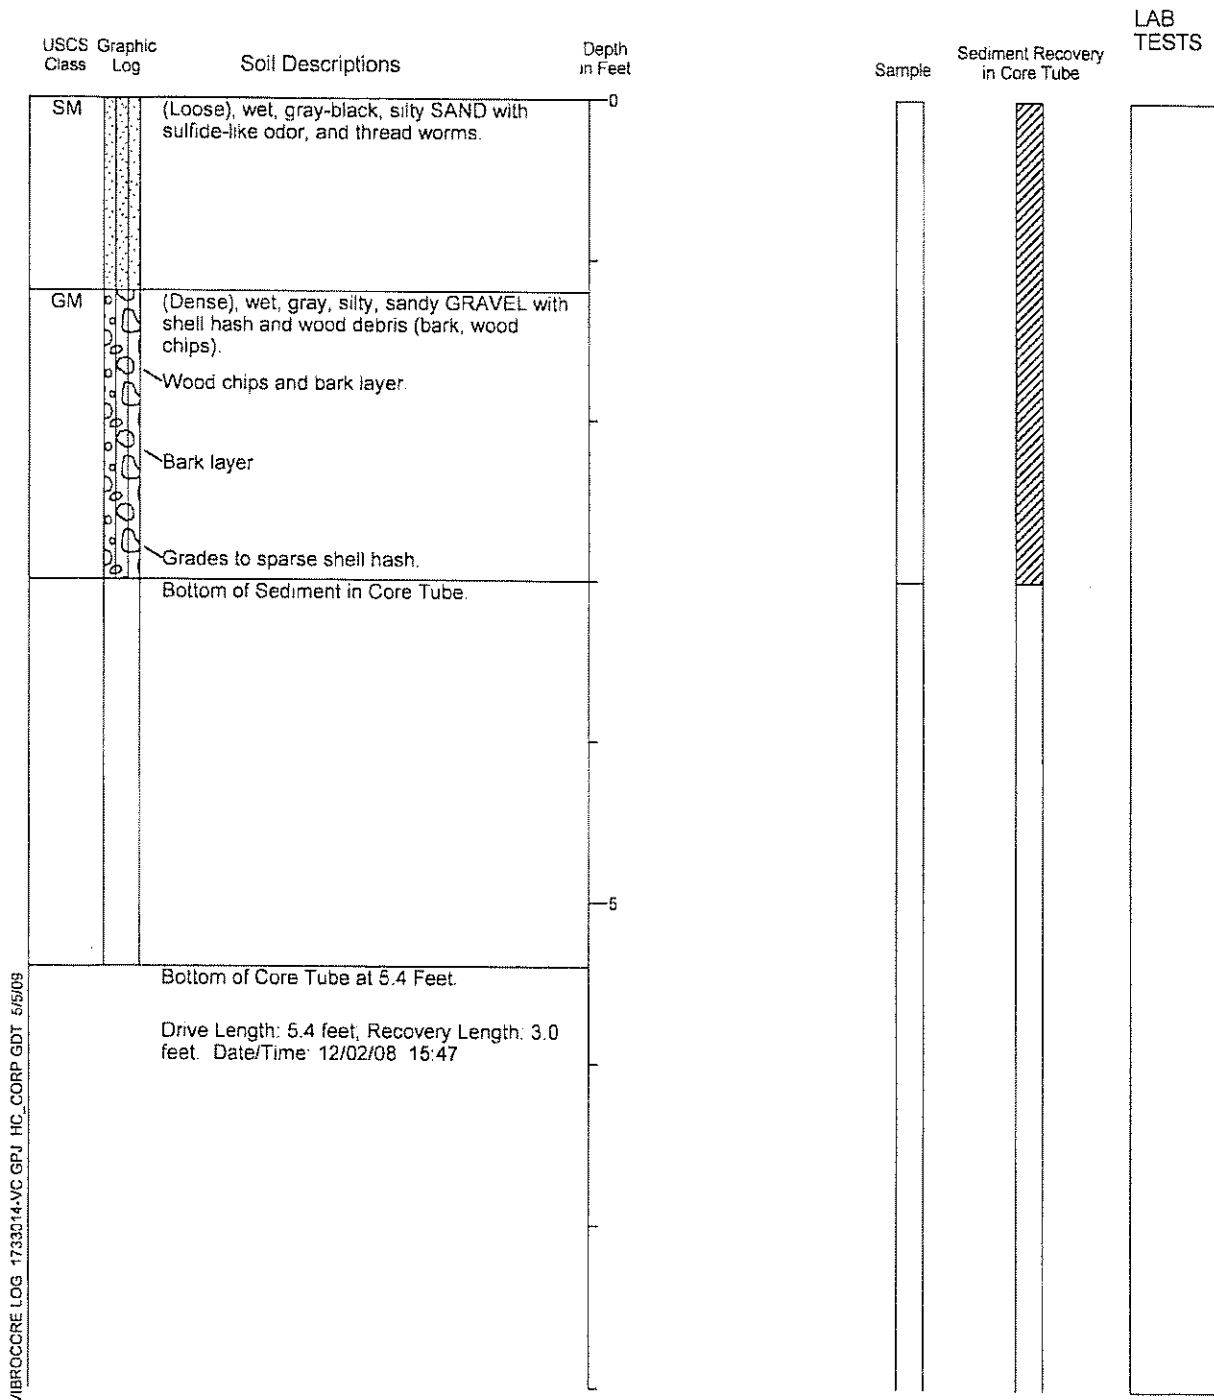 LAB
TESTS
USCS Graphic
Class Log
Soil Descriptions
Depth
in Feet
Sample
Sediment Recovery
in Core Tube
SM
(Loose), wet, gray-black, silty SAND with
sulfide-like odor, and thread worms.
0
GM
(Dense), wet, gray, silty, sandy GRAVEL with
shell hash and wood debris (bark, wood
chips).
Wood chips and bark layer.
Bark layer
Grades to sparse shell hash.
Bottom of Sediment in Core Tube.
5
Bottom of Core Tube at 5.4 Feet.
Drive Length: 5.4 feet, Recovery Length: 3.0
feet. Date/Time: 12/02/08 15:47
VIBROCORE LOG 1733014-VC GPJ HC_CORP GDT 5/5/09